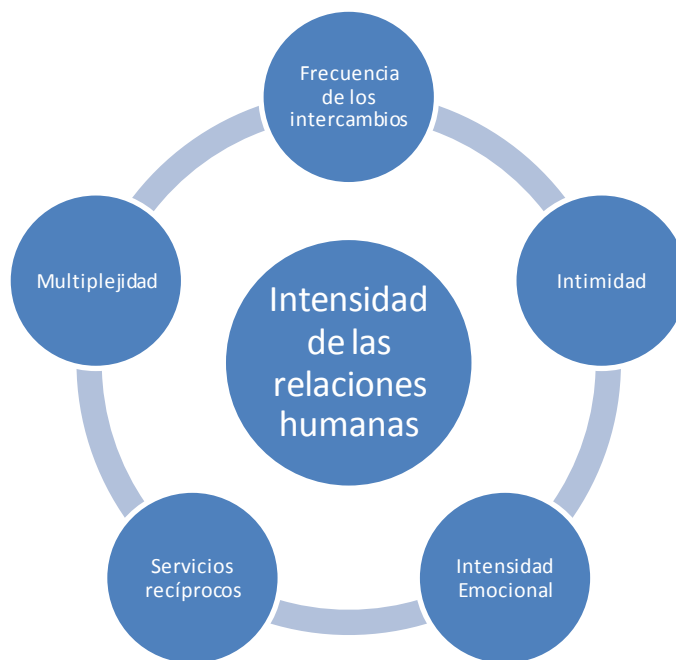 Frecuencia
de los
intercambios
Multiplejidad
Intimidad
Intensidad
de las
relaciones
humanas
Servicios
recíprocos
Intensidad
Emocional